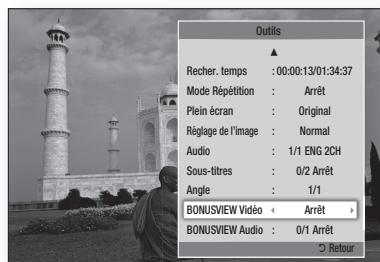 Outils
▲
Recher. temps : 00:00:13/01:34:37
Mode Répétition : Arrêt
Plein écran : Original
Réglage de l'image : Normal
Audio : 1/1 ENG 2CH
Sous-titres : 0/2 Arrêt
Angle : 1/1
BONUSVIEW Vidéo ◂ Arrêt ▸
BONUSVIEW Audio : 0/1 Arrêt
Retour